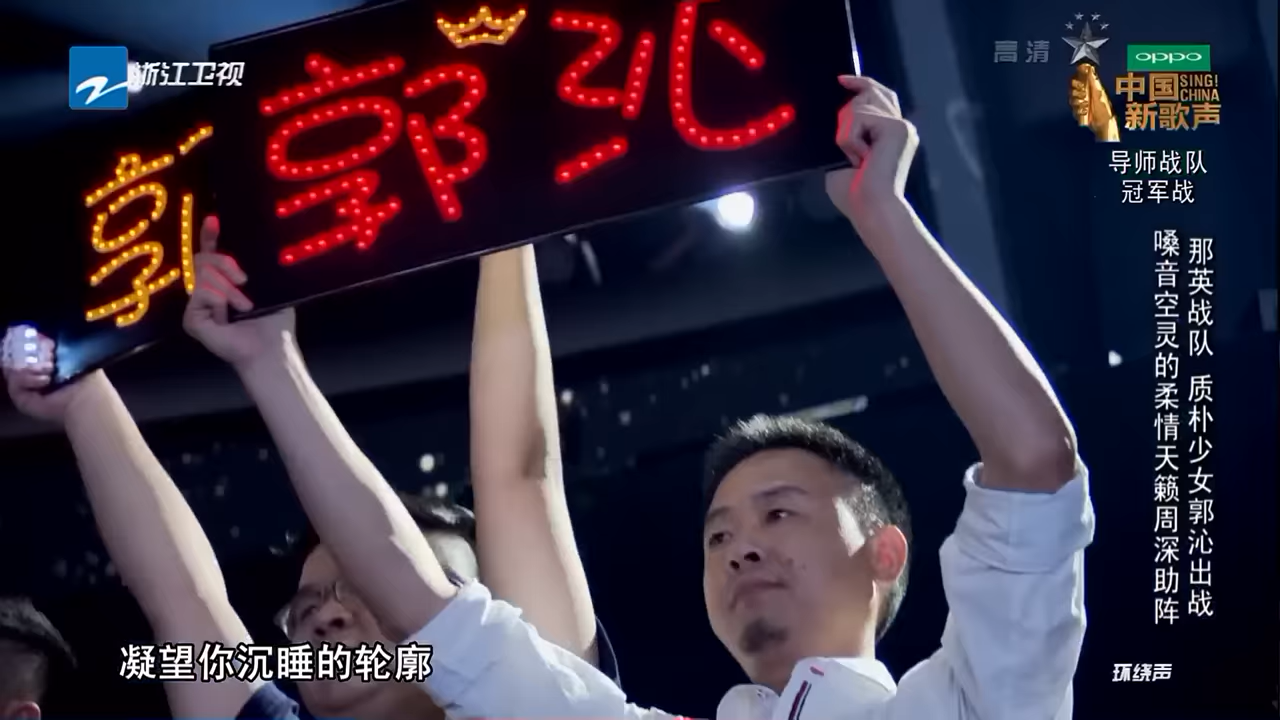 浙江卫视
高清
oppo
SING!
CHINA
中国
新歌声
导师战队
冠军战
那英战队 质朴少女郭沁出战
嗓音空灵的柔情天籁周深助阵
郭沁
凝望你沉睡的轮廓
环绕声